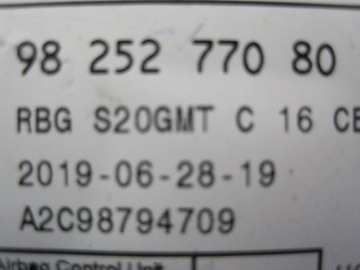 98 252 770 80
RBG S20GMT C 16 CE
2019-06-28-19
A2C98794709
Airbag Control Unit